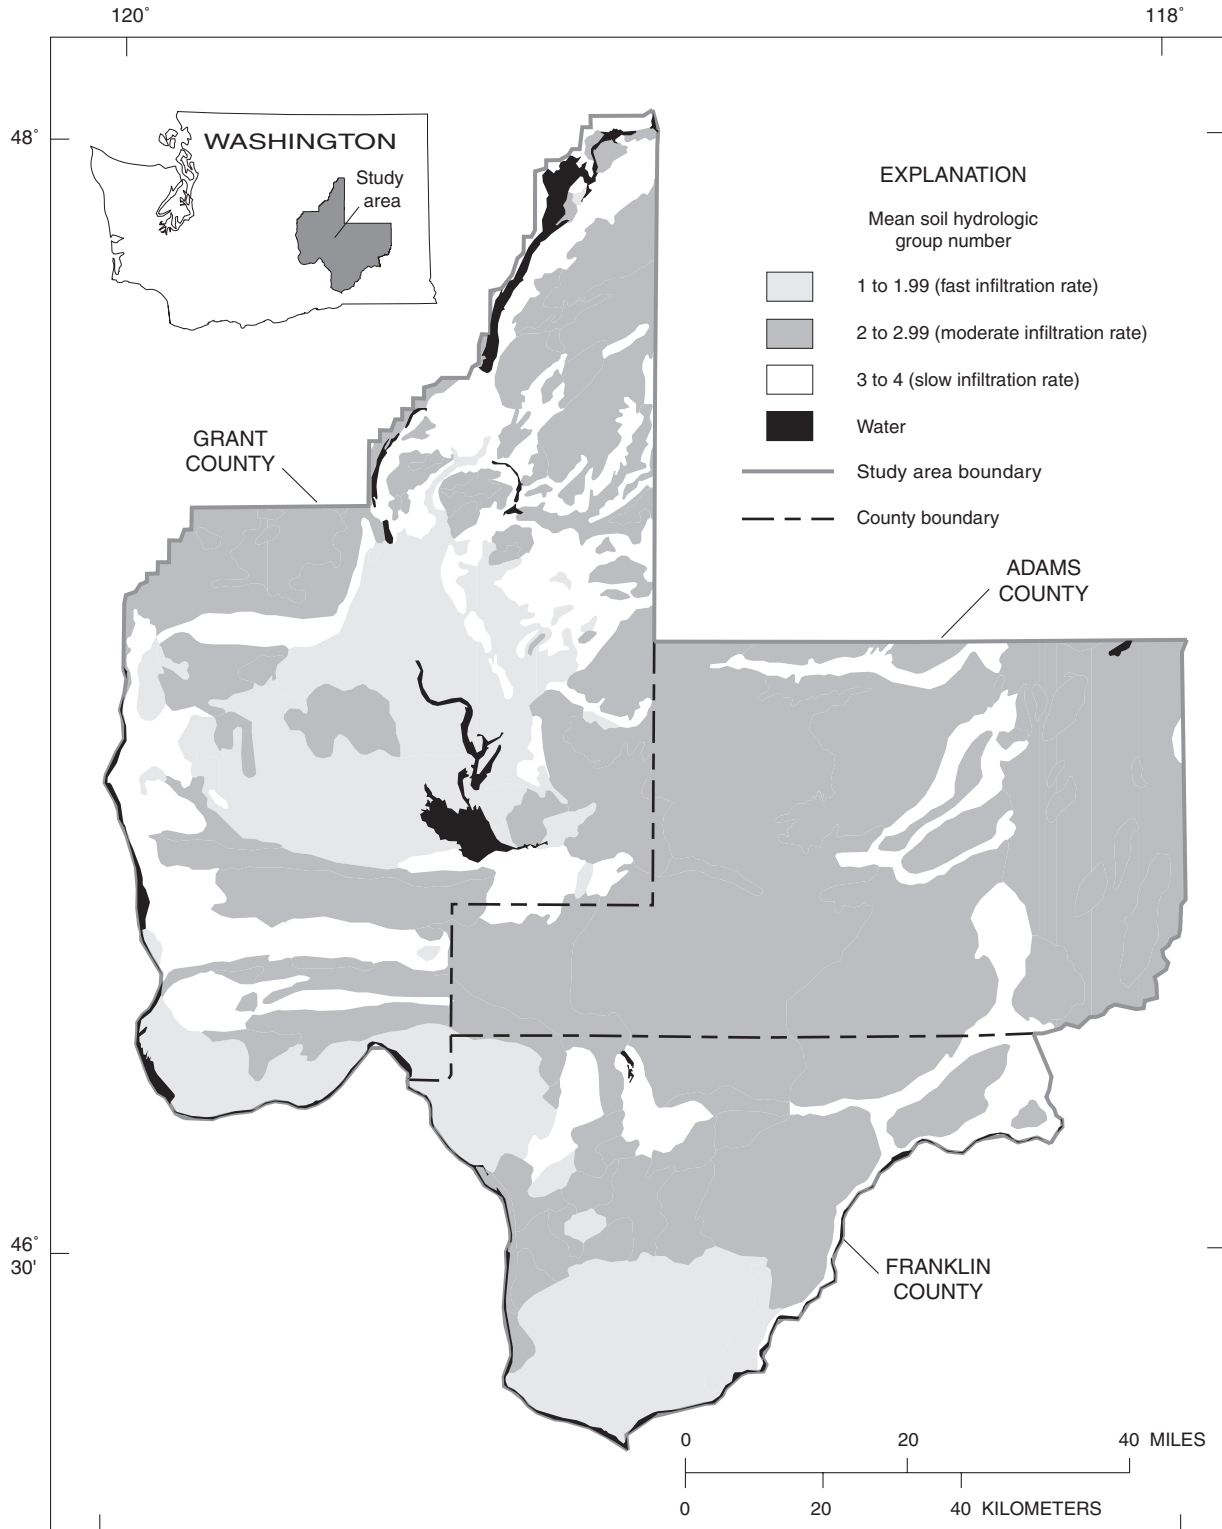 120°
118°
48°
WASHINGTON
Study
area
EXPLANATION
Mean soil hydrologic
group number
1 to 1.99 (fast infiltration rate)
2 to 2.99 (moderate infiltration rate)
3 to 4 (slow infiltration rate)
Water
Study area boundary
County boundary
GRANT
COUNTY
ADAMS
COUNTY
46°
30'
FRANKLIN
COUNTY
0 20 40 MILES
0 20 40 KILOMETERS